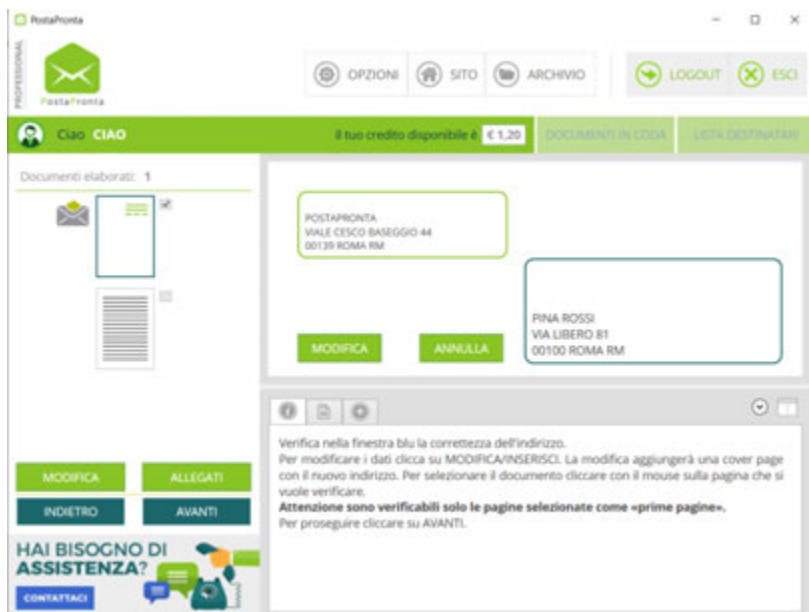 PostaPronta
PROFESSIONAL
PostaPronta
OPZIONI
SITO
ARCHIVIO
LOGOUT
ESCI
Ciao CIAO
Il tuo credito disponibile è € 1,20
DOCUMENTI IN CODA
LISTA DESTINATARI
Documenti elaborati: 1
POSTAPRONTA
VIALE CESCO BASEGGIO 44
00139 ROMA RM
PINA ROSSI
VIA LIBERO 81
00100 ROMA RM
MODIFICA
ANNULLA
Verifica nella finestra blu la correttezza dell'indirizzo.
Per modificare i dati clicca su MODIFICA/INSERISCI. La modifica aggiungerà una cover page
con il nuovo indirizzo. Per selezionare il documento cliccare con il mouse sulla pagina che si
vuole verificare.
Attenzione sono verificabili solo le pagine selezionate come «prime pagine».
Per proseguire cliccare su AVANTI.
MODIFICA
ALLEGATI
INDIETRO
AVANTI
HAI BISOGNO DI
ASSISTENZA?
CONTATTACI